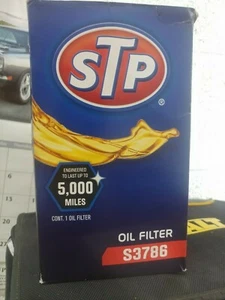 STP
®
ENGINEERED
TO LAST UP TO
5,000
MILES
CONT. 1 OIL FILTER
OIL FILTER
S3786